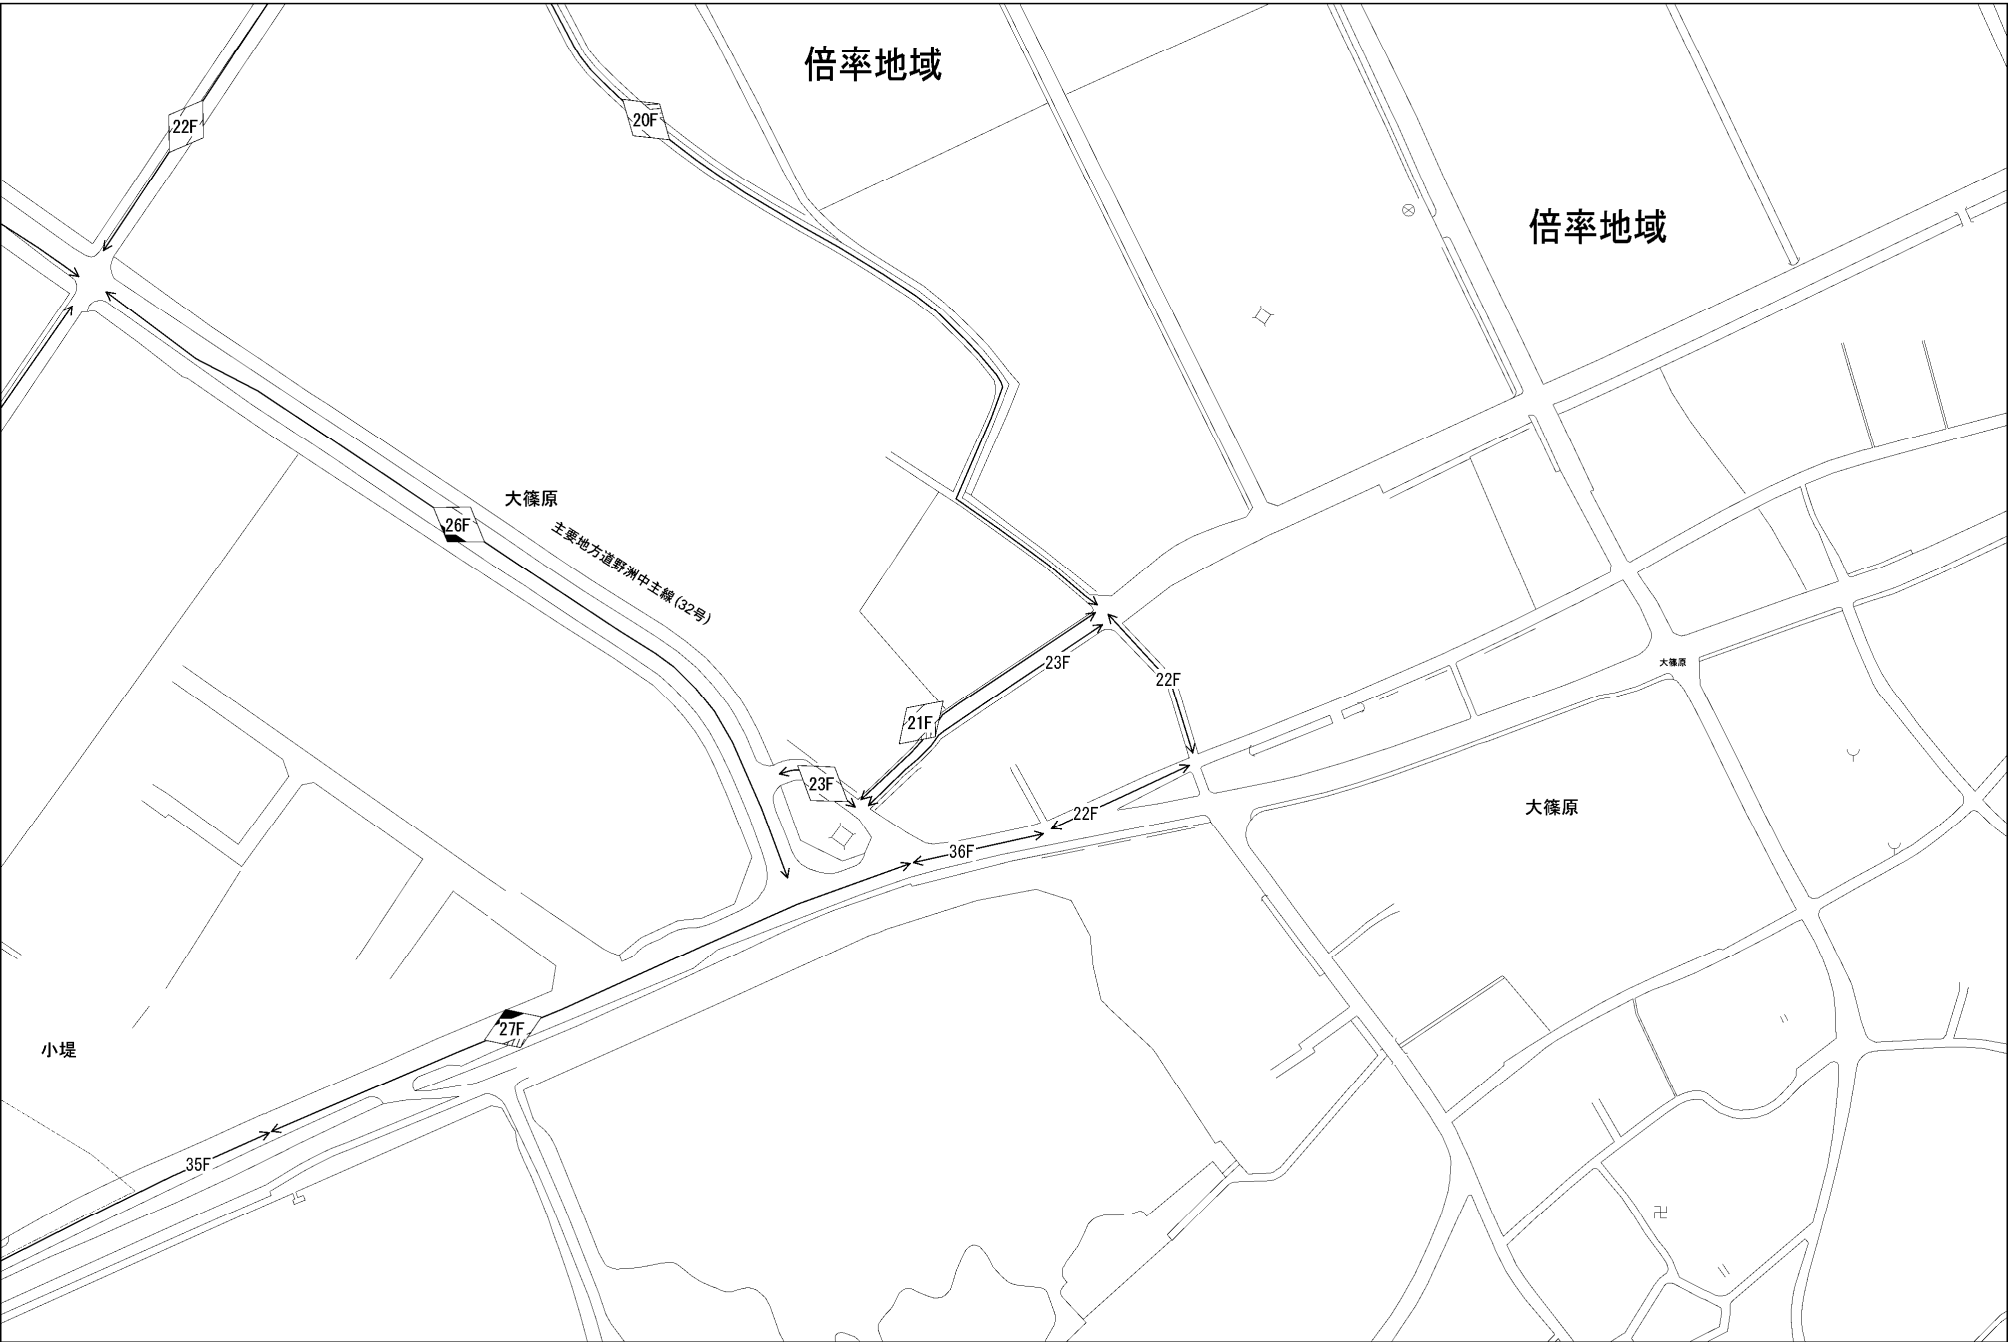 倍率地域
22F
20F
倍率地域
大篠原
26F
主要地方道野洲中主線(32号)
23F
大篠原
22F
21F
23F
大篠原
22F
36F
27F
小堤
35F